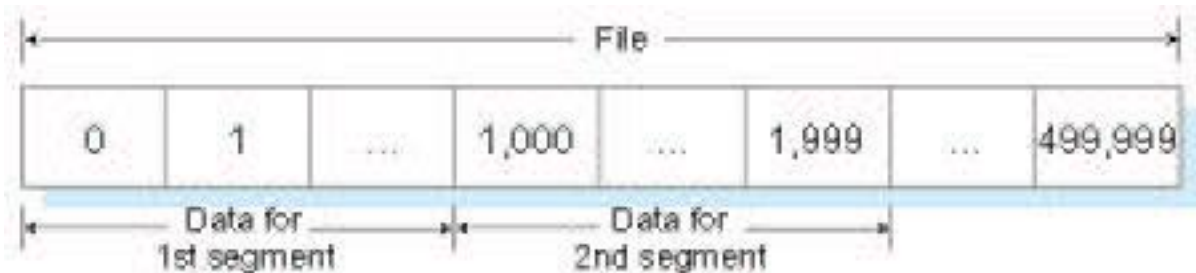 File
0 1 ... 1,000 ... 1,999 ... 499,999
Data for Data for
1st segment 2nd segment